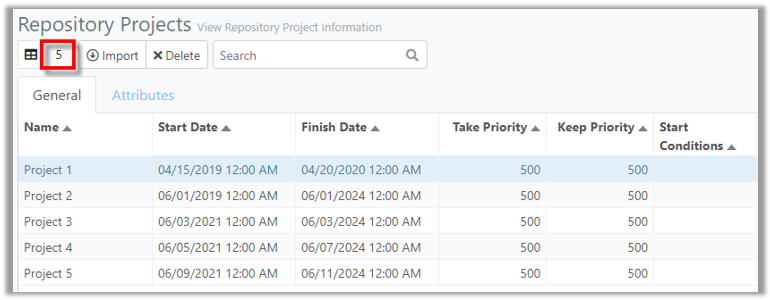 Repository Projects View Repository Project Information
5 Import Delete Search
General Attributes
Name Start Date Finish Date Take Priority Keep Priority Start
Conditions
Project 1 04/15/2019 12:00 AM 04/20/2020 12:00 AM 500 500
Project 2 06/01/2019 12:00 AM 06/01/2024 12:00 AM 500 500
Project 3 06/03/2021 12:00 AM 06/03/2024 12:00 AM 500 500
Project 4 06/05/2021 12:00 AM 06/07/2024 12:00 AM 500 500
Project 5 06/09/2021 12:00 AM 06/11/2024 12:00 AM 500 500